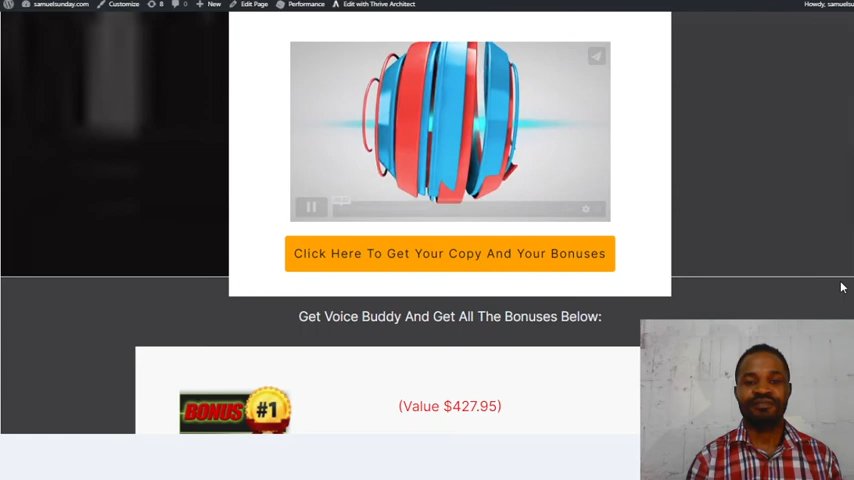 samuelsunday.com Customize 8 0 New Edit Page Performance Edit with Thrive Architect Howdy, samuelsu
Click Here To Get Your Copy And Your Bonuses
Get Voice Buddy And Get All The Bonuses Below:
BONUS #1
(Value $427.95)